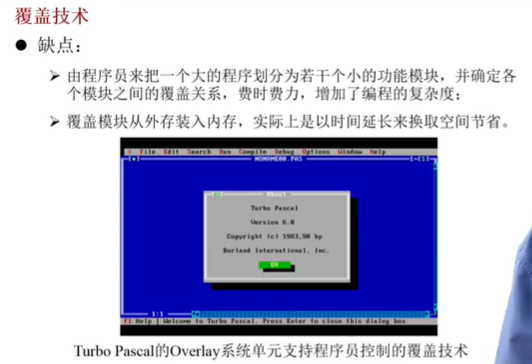 覆盖技术
● 缺点：
➢ 由程序员来把一个大的程序划分为若干个小的功能模块，并确定各
个模块之间的覆盖关系，费时费力，增加了编程的复杂度；
➢ 覆盖模块从外存装入内存，实际上是以时间延长来换取空间节省。
File Edit Search Run Compile Debug Options Window Help
NONAME00.PAS
About
Turbo Pascal
Version 6.0
Copyright (c) 1983,90 by
Borland International, Inc.
OK
1:1
F1 Help | Welcome to Turbo Pascal. Press Enter to close this dialog box
Turbo Pascal的Overlay系统单元支持程序员控制的覆盖技术